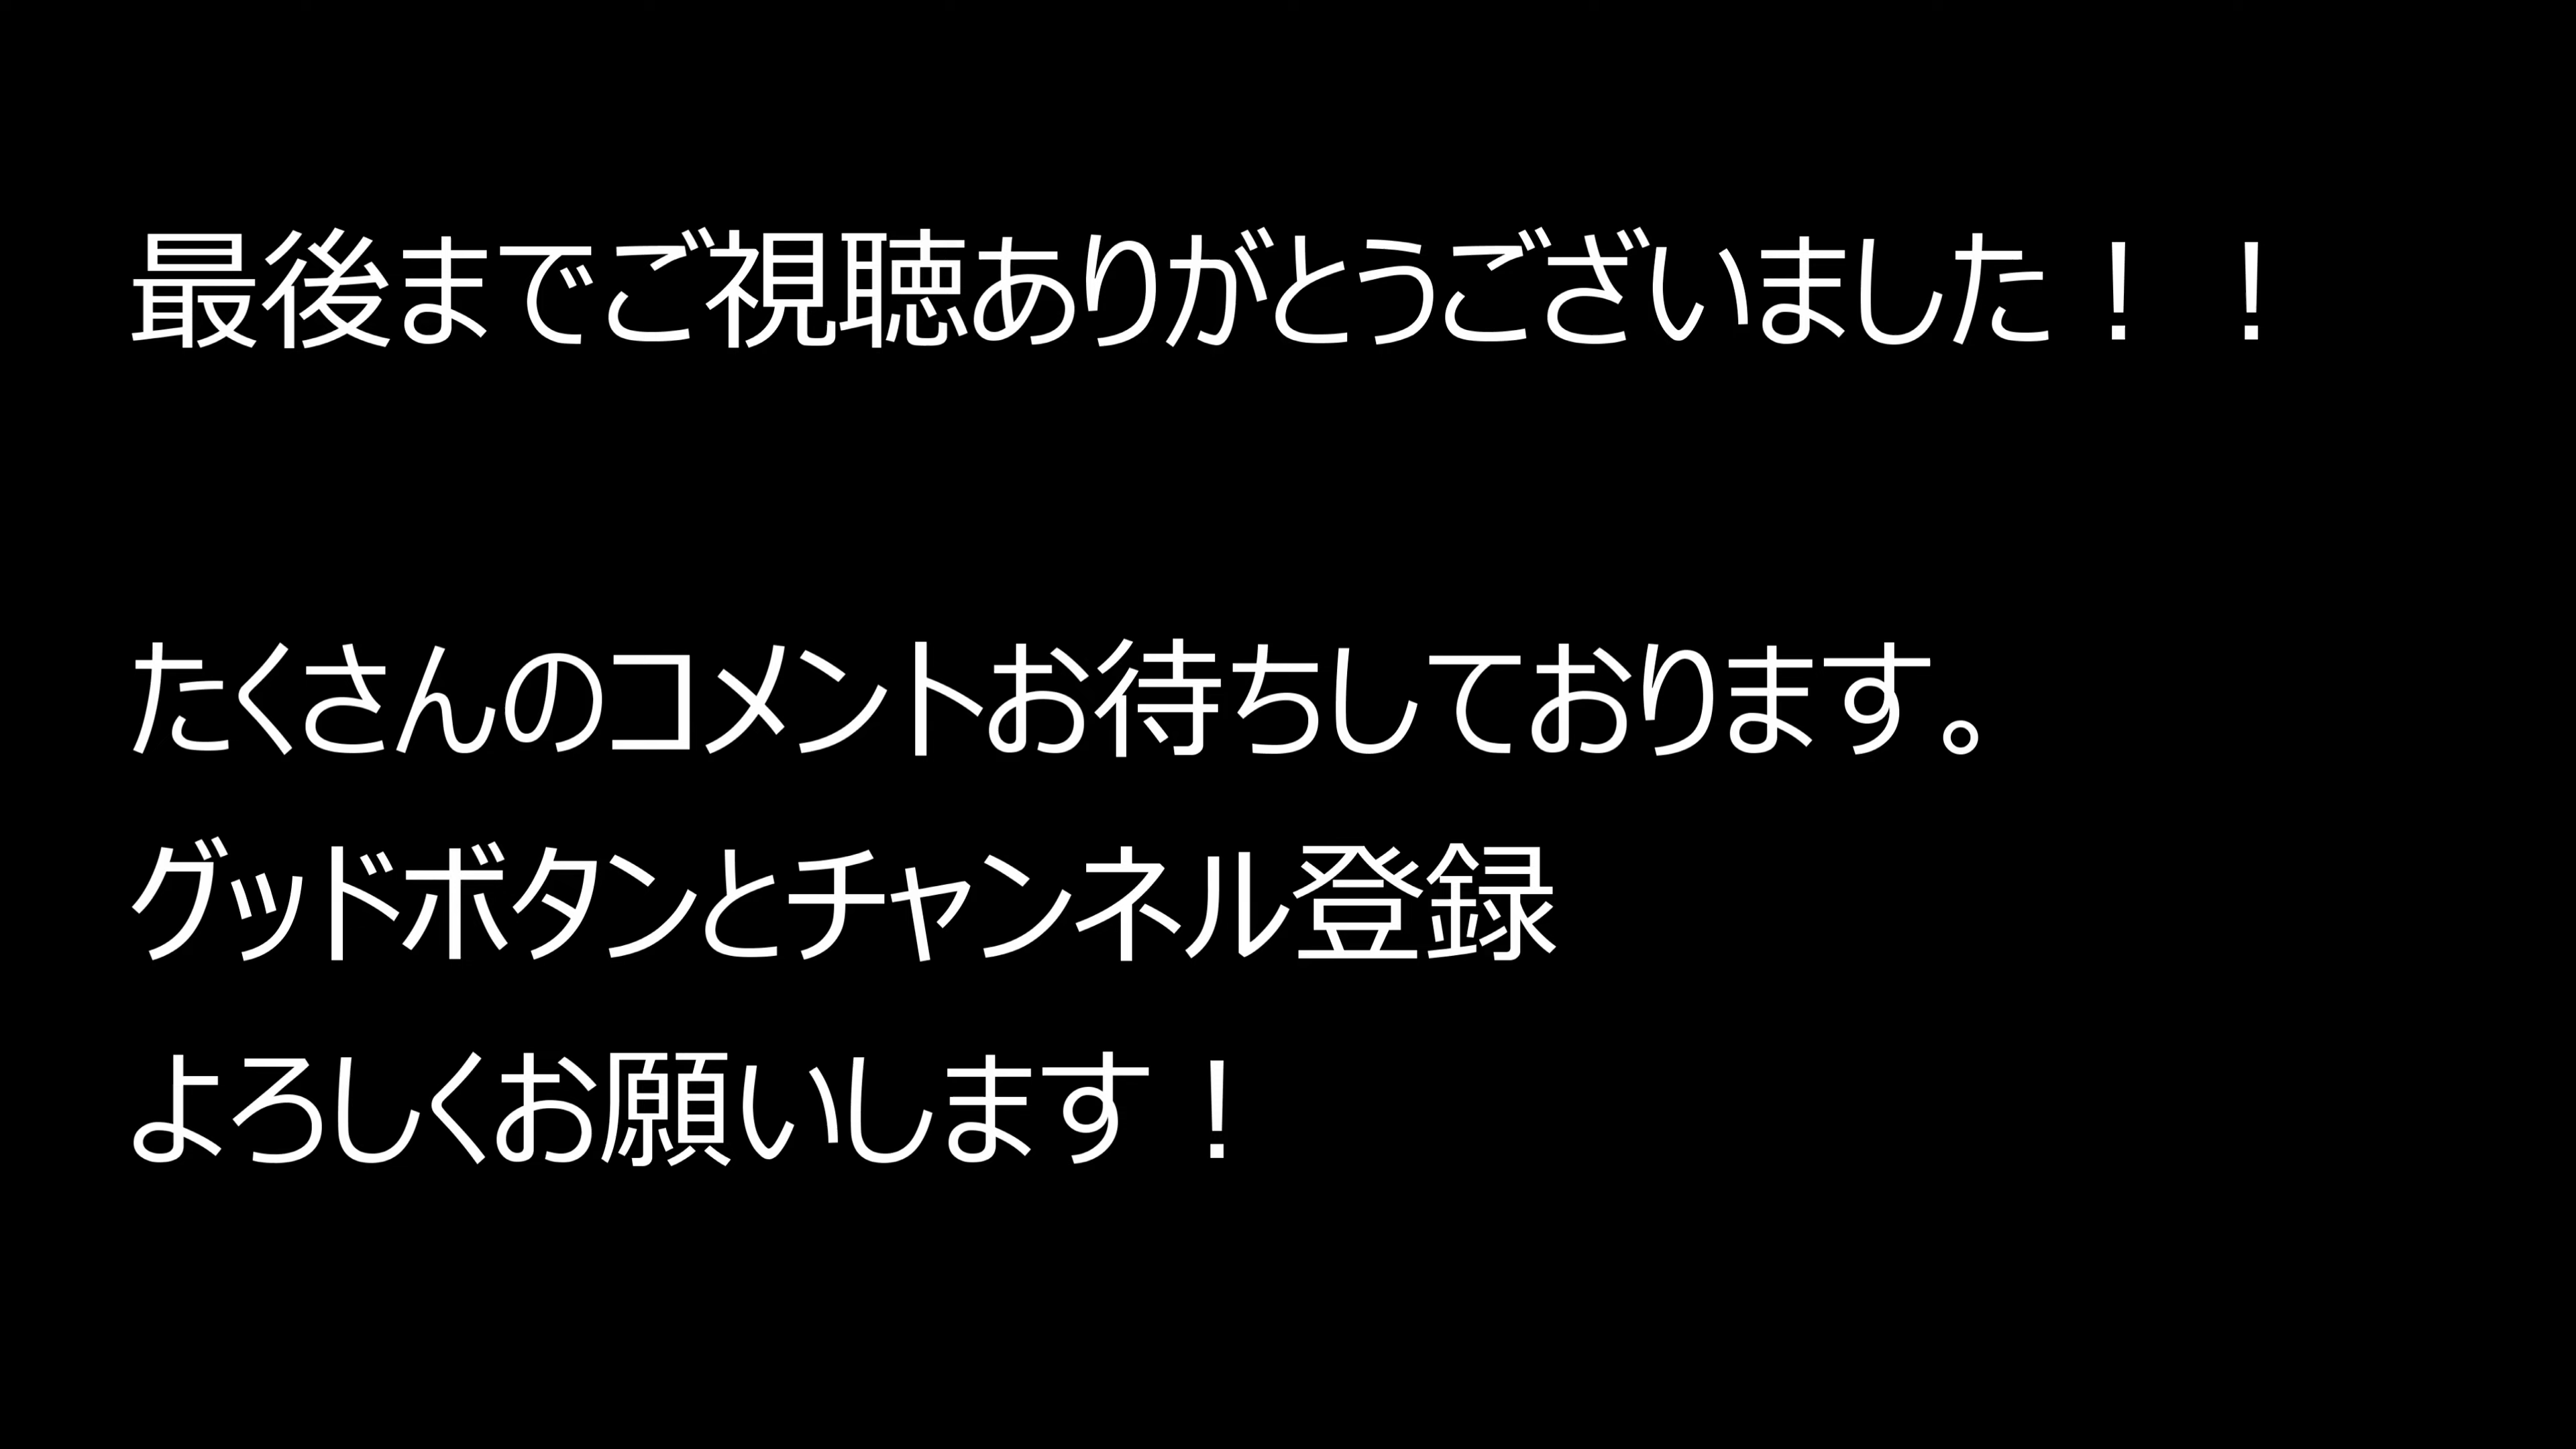 最後までご視聴ありがとうございました！！
たくさんのコメントお待ちしております。
グッドボタンとチャンネル登録
よろしくお願いします！